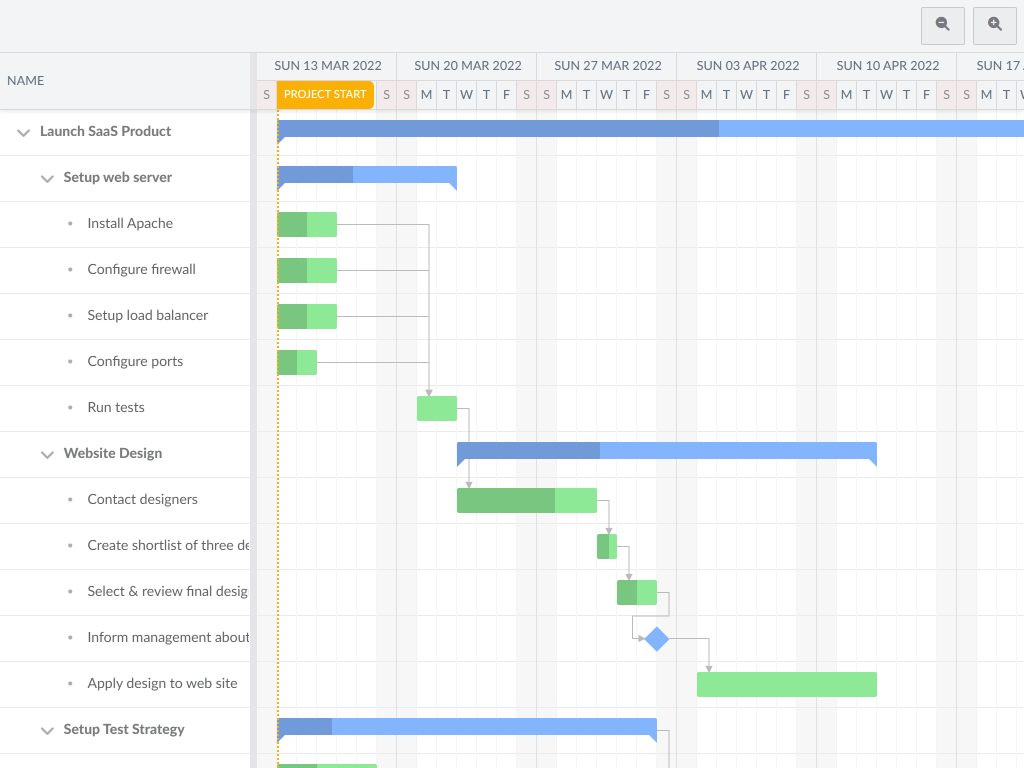 NAME
SUN 13 MAR 2022 SUN 20 MAR 2022 SUN 27 MAR 2022 SUN 03 APR 2022 SUN 10 APR 2022 SUN 17
S PROJECT START S S M T W T F S S M T W T F S S M T W T F S S M T W T F S S M T
Launch SaaS Product
Setup web server
Install Apache
Configure firewall
Setup load balancer
Configure ports
Run tests
Website Design
Contact designers
Create shortlist of three de
Select & review final desig
Inform management about
Apply design to web site
Setup Test Strategy